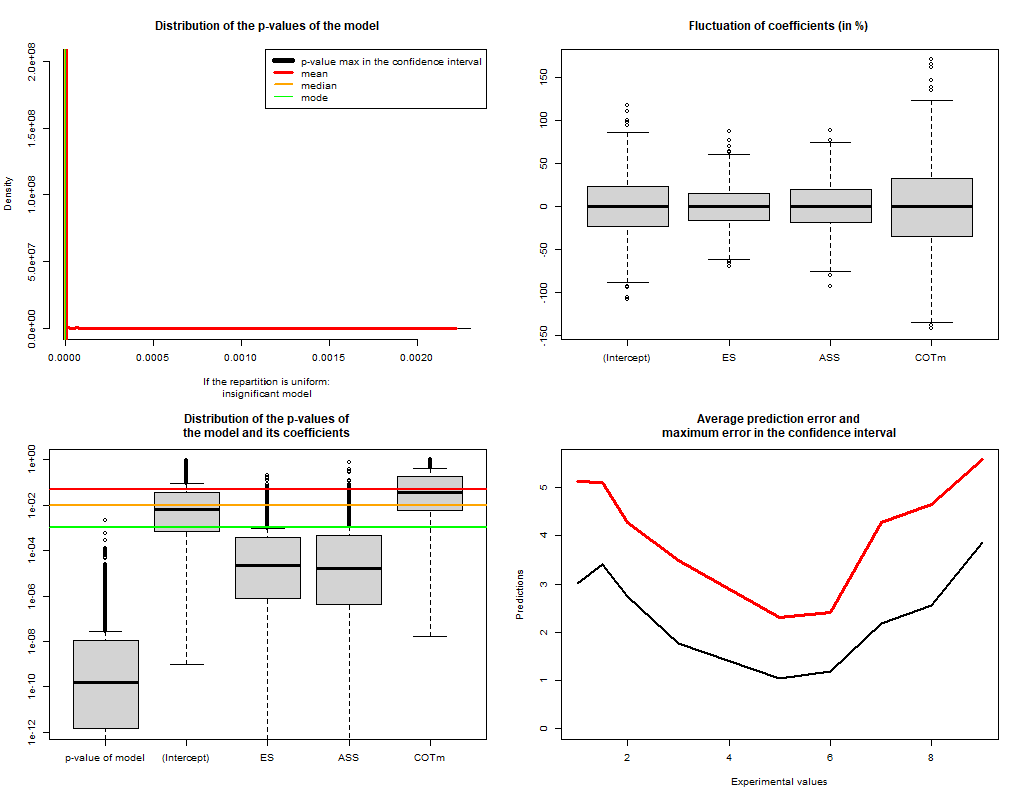 Distribution of the p-values of the model
Density
0.0e+00 5.0e+07 1.0e+08 1.5e+08 2.0e+08
p-value max in the confidence interval
mean
median
mode
0.0000 0.0005 0.0010 0.0015 0.0020
If the repartition is uniform:
insignificant model
Fluctuation of coefficients (in %)
-150 -100 -50 0 50 100 150
(Intercept) ES ASS COTm
Distribution of the p-values of
the model and its coefficients
1e-12 1e-10 1e-08 1e-06 1e-04 1e-02 1e+00
p-value of model (Intercept) ES ASS COTm
Average prediction error and
maximum error in the confidence interval
Predictions
0 1 2 3 4 5
2 4 6 8
Experimental values